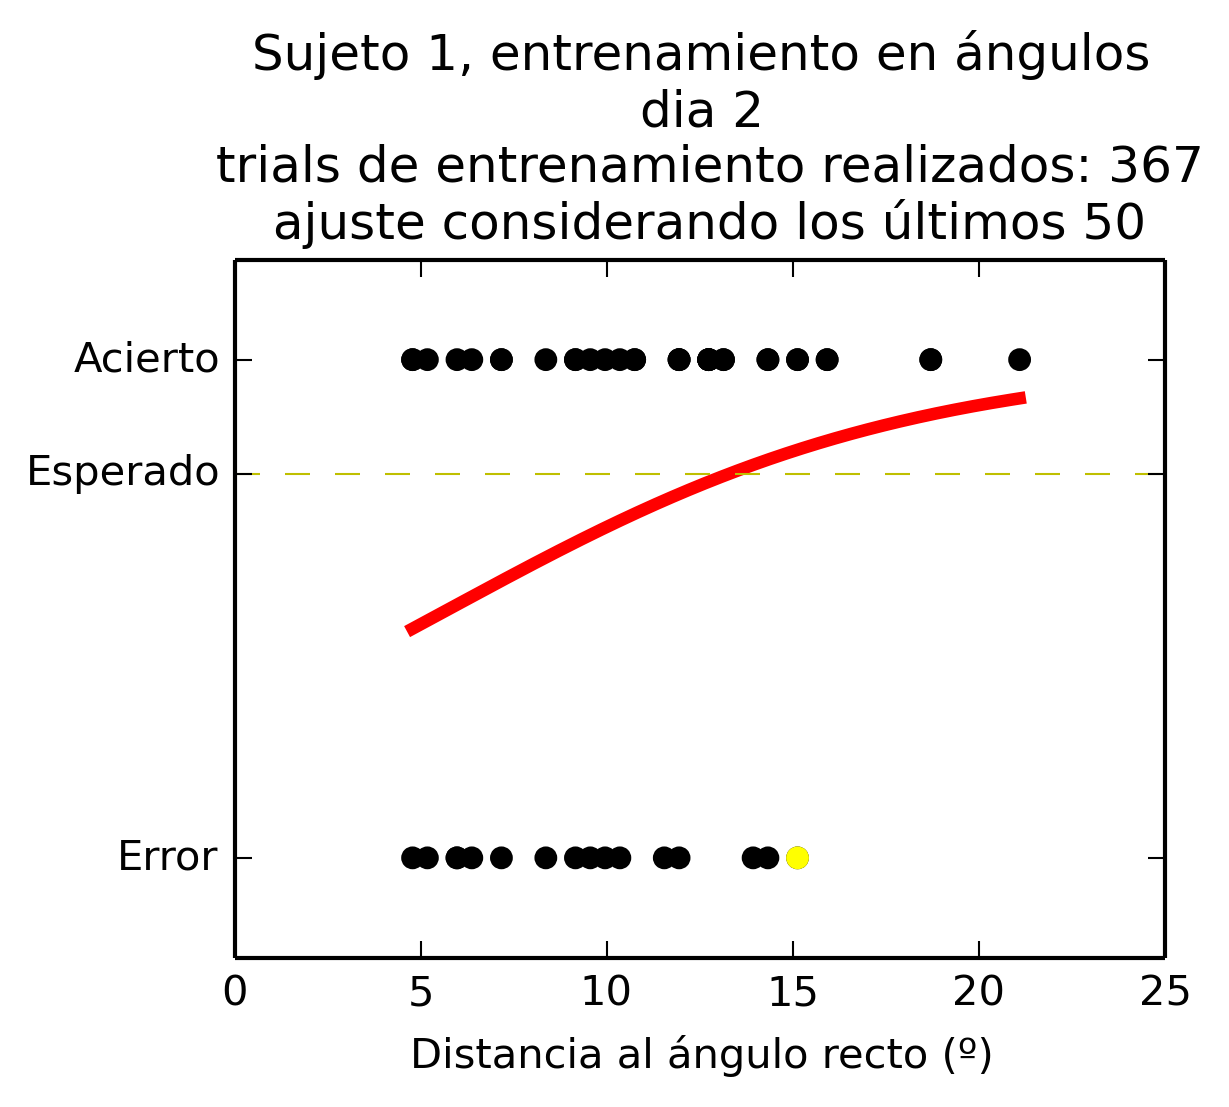 Sujeto 1, entrenamiento en ángulos
dia 2
trials de entrenamiento realizados: 367
ajuste considerando los últimos 50
Acierto
Esperado
Error
0 5 10 15 20 25
Distancia al ángulo recto (º)